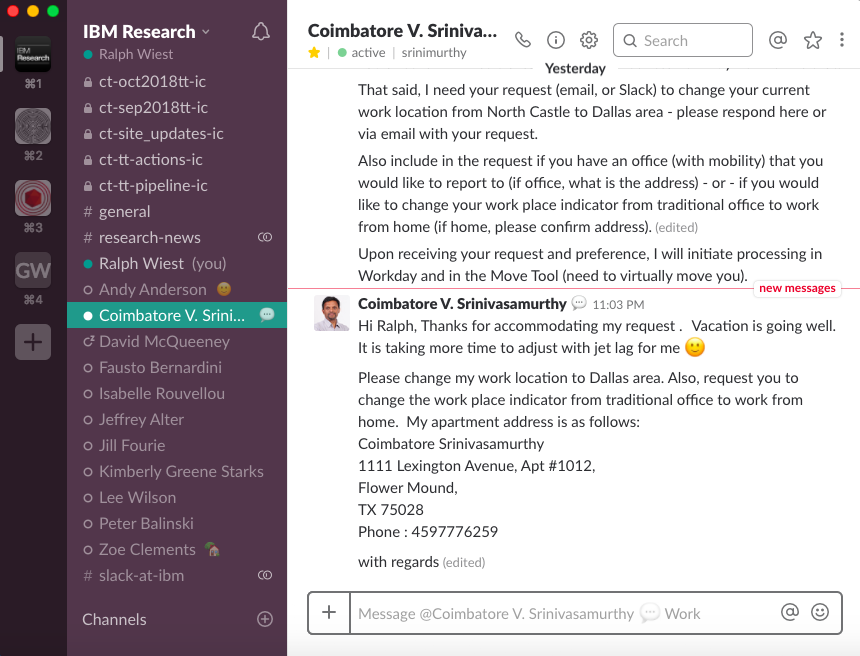 IBM
Research
⌘1
⌘2
⌘3
GW
⌘4
IBM Research
Ralph Wiest
ct-oct2018tt-ic
ct-sep2018tt-ic
ct-site_updates-ic
ct-tt-actions-ic
ct-tt-pipeline-ic
# general
# research-news
Ralph Wiest (you)
Andy Anderson
Coimbatore V. Srini...
David McQueeney
Fausto Bernardini
Isabelle Rouvellou
Jeffrey Alter
Jill Fourie
Kimberly Greene Starks
Lee Wilson
Peter Balinski
Zoe Clements
# slack-at-ibm
Channels
Coimbatore V. Sriniva...
active | srinimurthy
Search
Yesterday
That said, I need your request (email, or Slack) to change your current
work location from North Castle to Dallas area - please respond here or
via email with your request.
Also include in the request if you have an office (with mobility) that you
would like to report to (if office, what is the address) - or - if you would
like to change your work place indicator from traditional office to work
from home (if home, please confirm address). (edited)
Upon receiving your request and preference, I will initiate processing in
Workday and in the Move Tool (need to virtually move you).
new messages
Coimbatore V. Srinivasamurthy 11:03 PM
Hi Ralph, Thanks for accommodating my request .  Vacation is going well.
It is taking more time to adjust with jet lag for me 🙂
Please change my work location to Dallas area. Also, request you to
change the work place indicator from traditional office to work from
home.  My apartment address is as follows:
Coimbatore Srinivasamurthy
1111 Lexington Avenue, Apt #1012,
Flower Mound,
TX 75028
Phone : 4597776259
with regards (edited)
Message @Coimbatore V. Srinivasamurthy 💬 Work